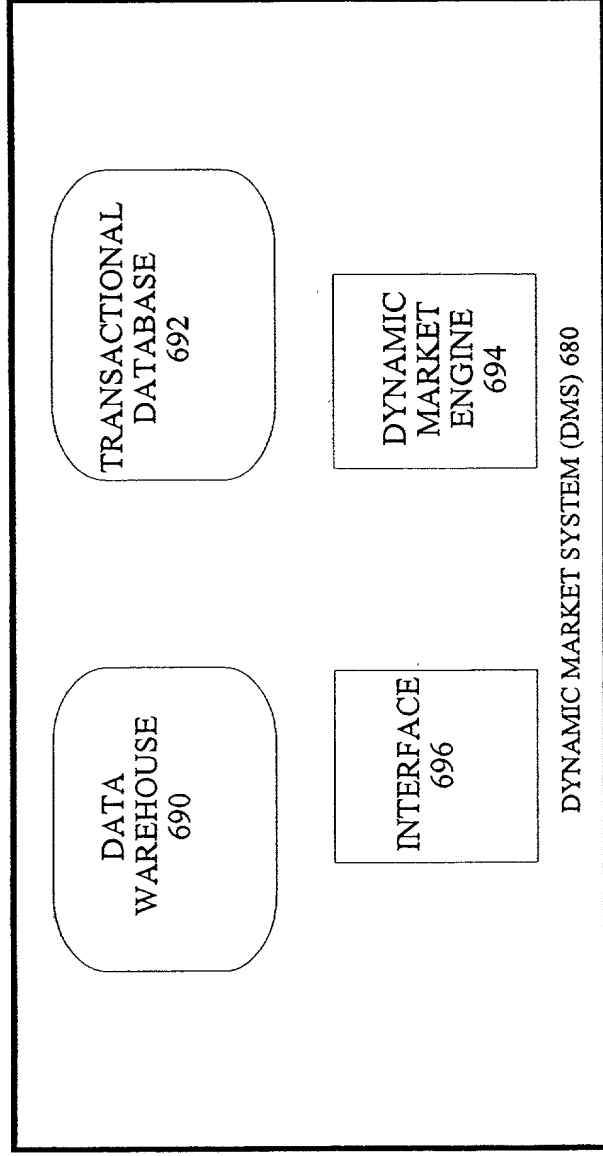 DATA
WAREHOUSE
690
TRANSACTIONAL
DATABASE
692
INTERFACE
696
DYNAMIC
MARKET
ENGINE
694
DYNAMIC MARKET SYSTEM (DMS) 680